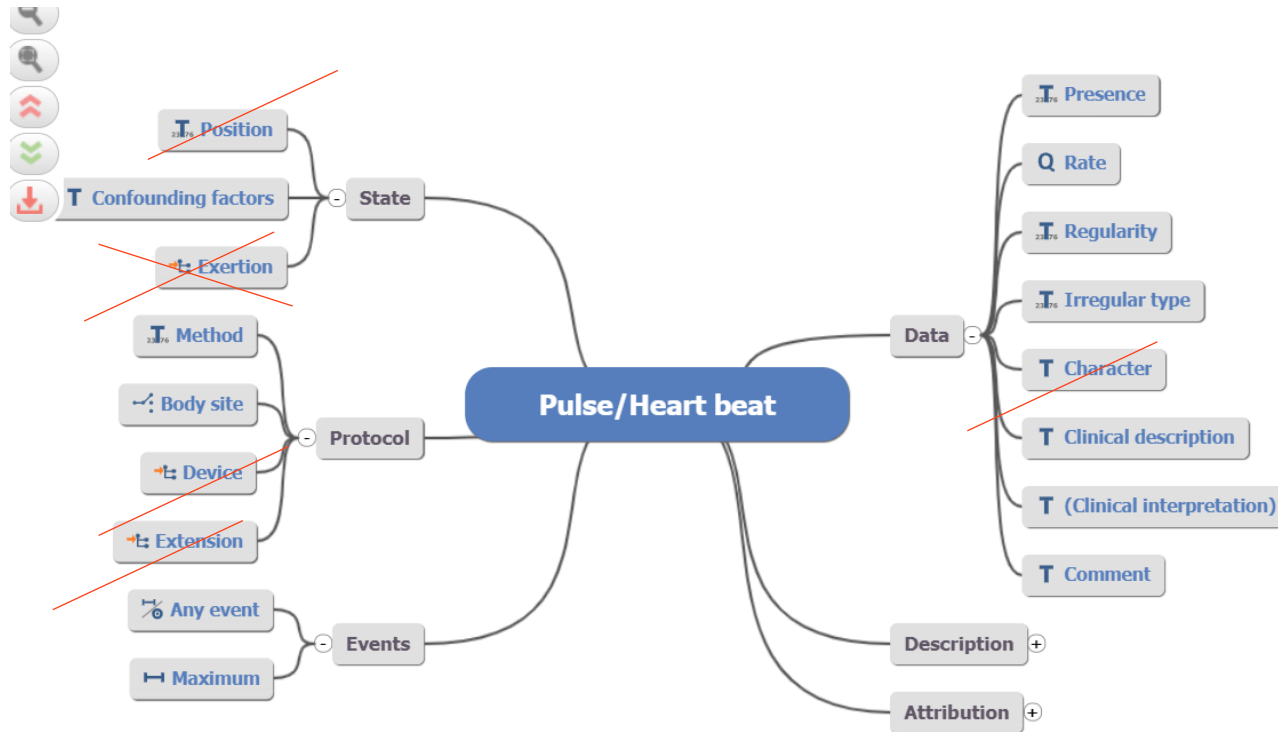 Pulse/Heart beat
State
Position
Confounding factors
Exertion
Protocol
Method
Body site
Device
Extension
Events
Any event
Maximum
Data
Presence
Rate
Regularity
Irregular type
Character
Clinical description
(Clinical interpretation)
Comment
Description
Attribution